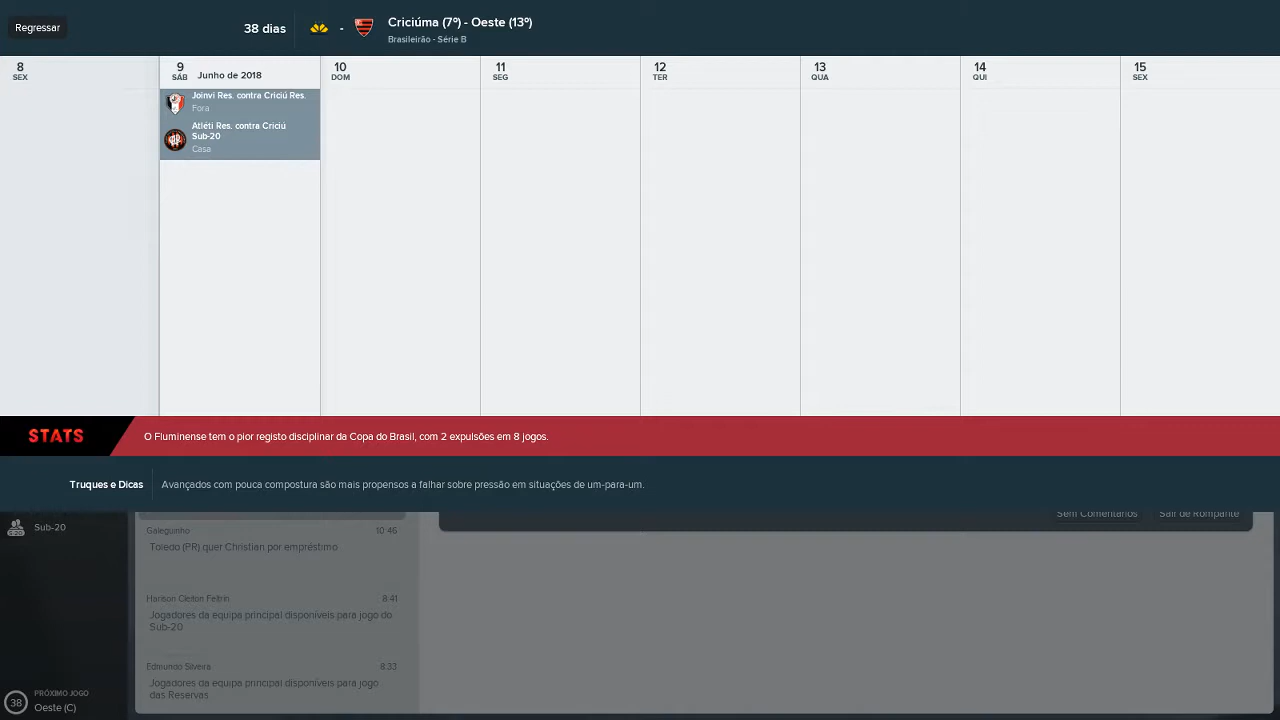 Regressar
38 dias
-
Criciúma (7º) - Oeste (13º)
Brasileirão - Série B
8
SEX
9
SÁB
Junho de 2018
10
DOM
11
SEG
12
TER
13
QUA
14
QUI
15
SEX
Joinvi Res. contra Criciú Res.
Fora
Atléti Res. contra Criciú
Sub-20
Casa
STATS
O Fluminense tem o pior registo disciplinar da Copa do Brasil, com 2 expulsões em 8 jogos.
Truques e Dicas
Avançados com pouca compostura são mais propensos a falhar sobre pressão em situações de um-para-um.
Sub-20
Sem Comentários
Sair de Rompante
Galeguinho
10:46
Toledo (PR) quer Christian por empréstimo
Harison Cleiton Feltrin
8:41
Jogadores da equipa principal disponíveis para jogo do
Sub-20
Edmundo Silveira
8:33
Jogadores da equipa principal disponíveis para jogo
das Reservas
38
PRÓXIMO JOGO
Oeste (C)